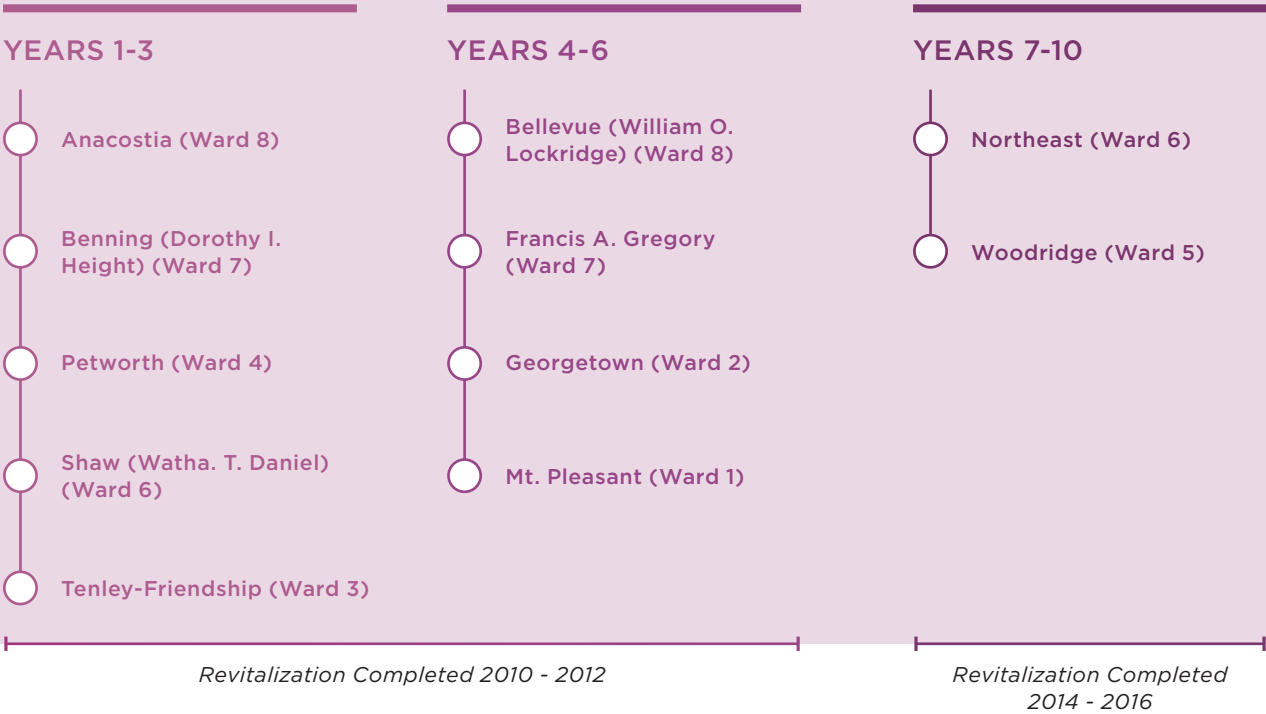 YEARS 1-3
Anacostia (Ward 8)
Benning (Dorothy I.
Height) (Ward 7)
Petworth (Ward 4)
Shaw (Watha. T. Daniel)
(Ward 6)
Tenley-Friendship (Ward 3)
YEARS 4-6
Bellevue (William O.
Lockridge) (Ward 8)
Francis A. Gregory
(Ward 7)
Georgetown (Ward 2)
Mt. Pleasant (Ward 1)
Revitalization Completed 2010 - 2012
YEARS 7-10
Northeast (Ward 6)
Woodridge (Ward 5)
Revitalization Completed
2014 - 2016